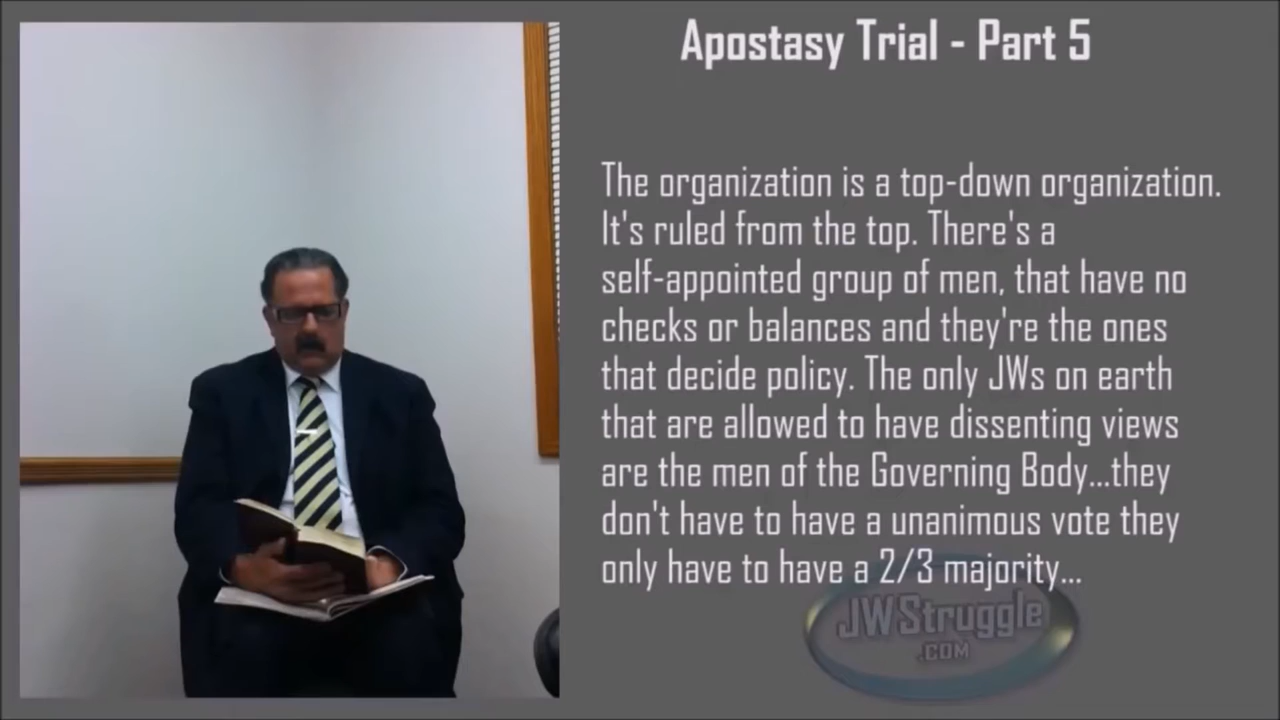 Apostasy Trial - Part 5
The organization is a top-down organization.
It's ruled from the top. There's a
self-appointed group of men, that have no
checks or balances and they're the ones
that decide policy. The only JWs on earth
that are allowed to have dissenting views
are the men of the Governing Body...they
don't have to have a unanimous vote they
only have to have a 2/3 majority...
JWStruggle
.COM